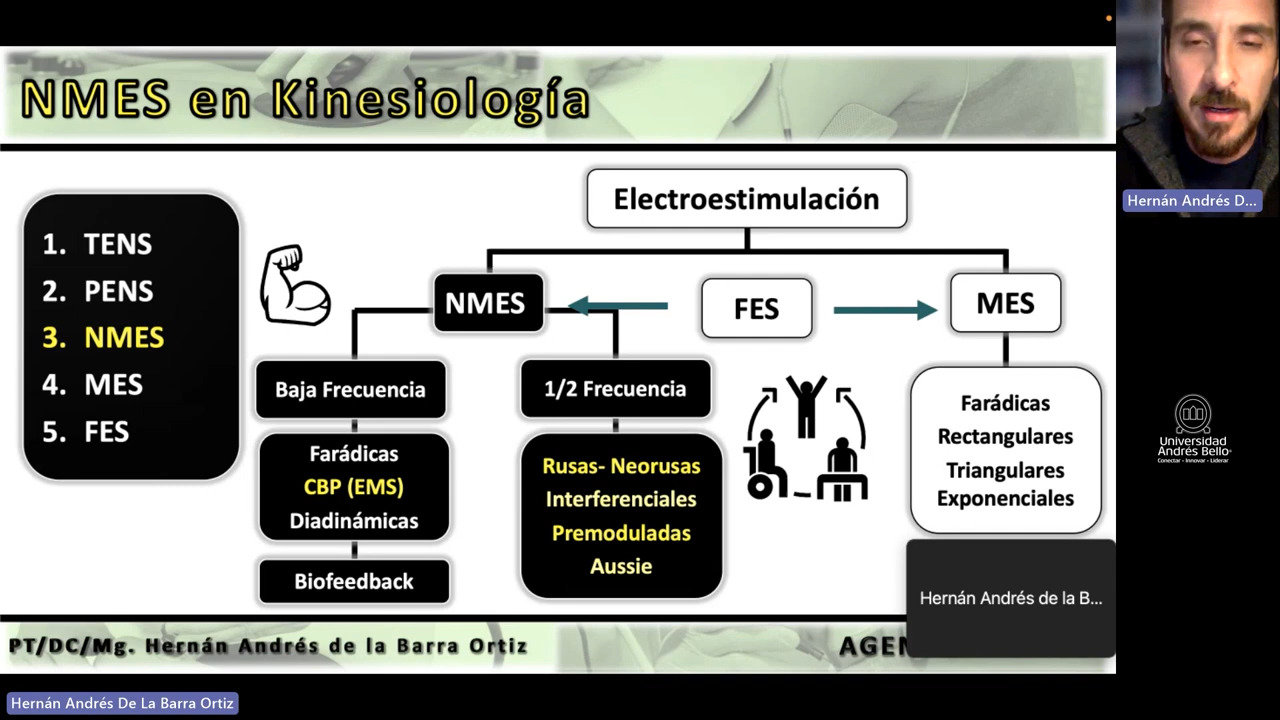 NMES en Kinesiología
Hernán Andrés D...
1. TENS
2. PENS
3. NMES
4. MES
5. FES
Electroestimulación
NMES
FES
MES
Baja Frecuencia
Farádicas
CBP (EMS)
Diadinámicas
Biofeedback
1/2 Frecuencia
Rusas- Neorusas
Interferenciales
Premoduladas
Aussie
Farádicas
Rectangulares
Triangulares
Exponenciales
Universidad
Andrés Bello
Conectar - Innovar - Liderar
Hernán Andrés de la B...
PT/DC/Mg. Hernán Andrés de la Barra Ortiz
AGEN
Hernán Andrés De La Barra Ortiz